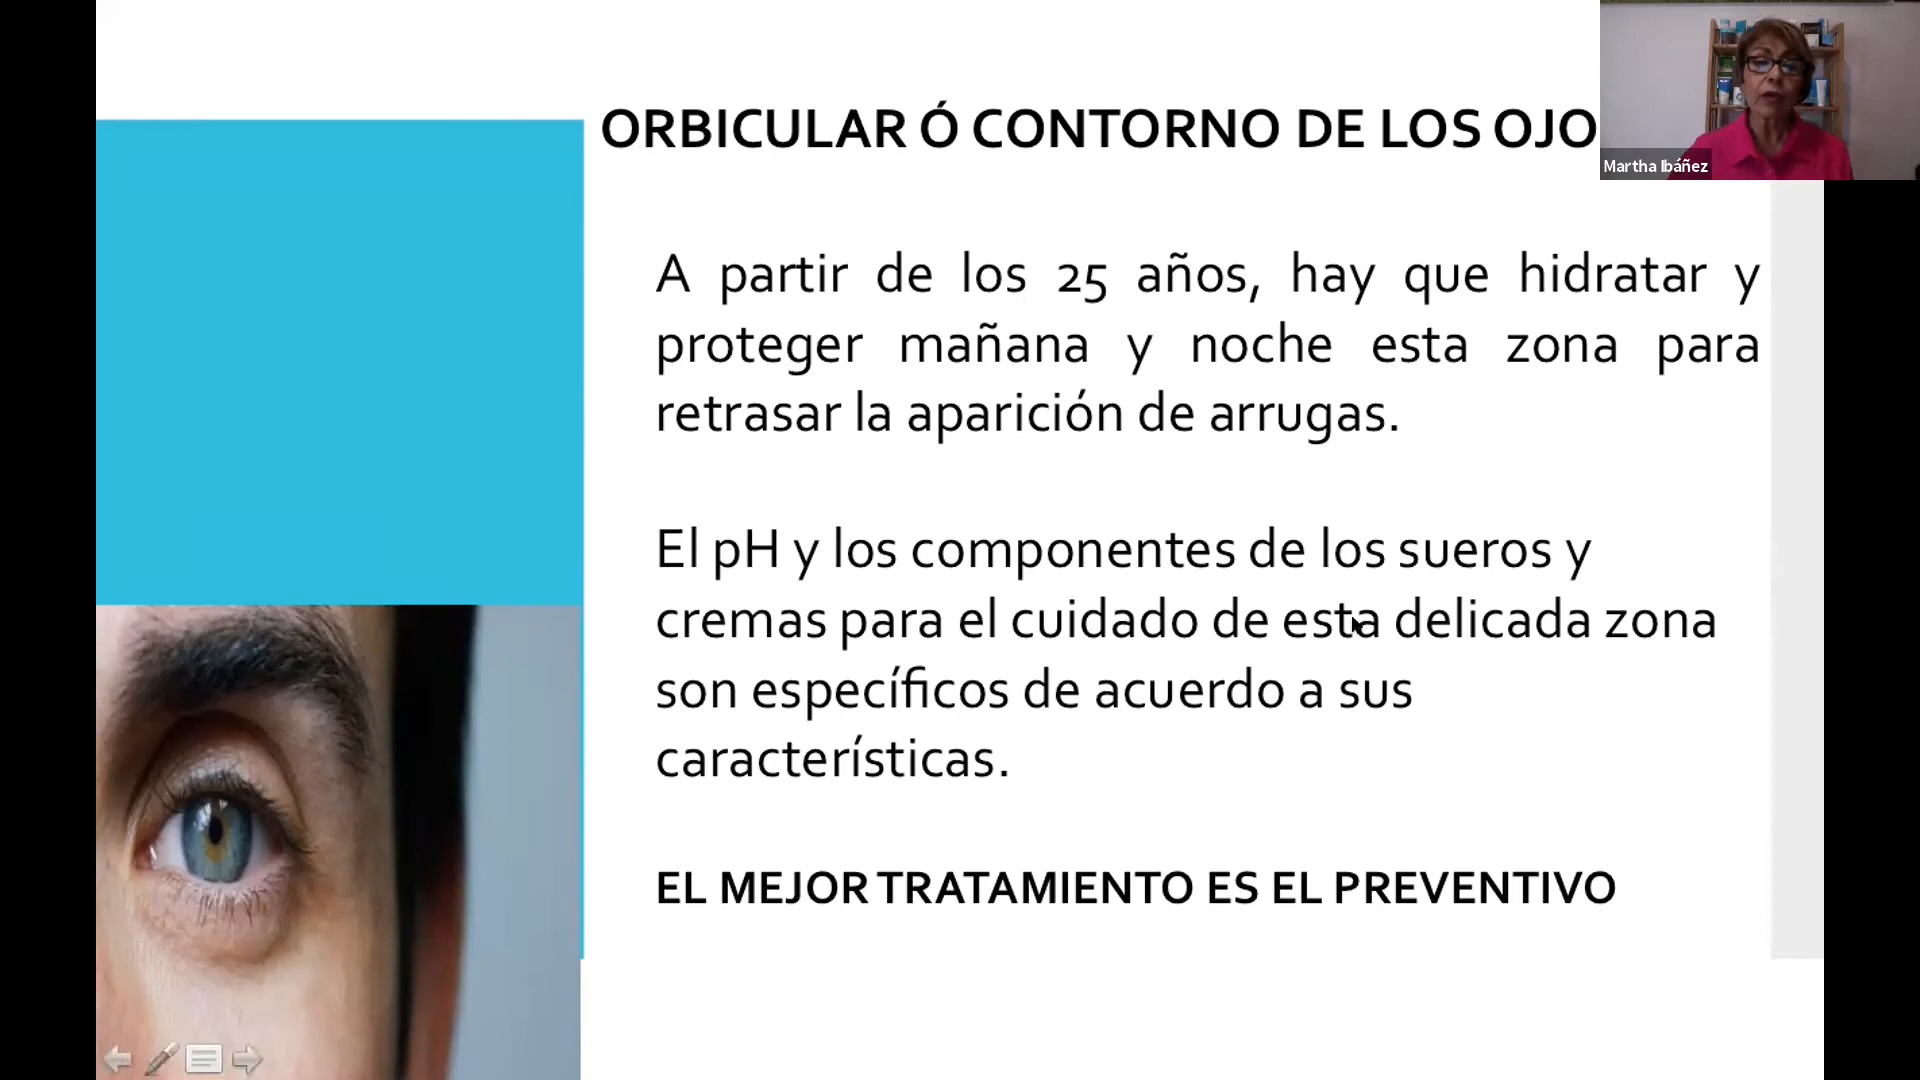 ORBICULAR Ó CONTORNO DE LOS OJO
Martha Ibáñez
A partir de los 25 años, hay que hidratar y
proteger mañana y noche esta zona para
retrasar la aparición de arrugas.
El pH y los componentes de los sueros y
cremas para el cuidado de esta delicada zona
son específicos de acuerdo a sus
características.
EL MEJOR TRATAMIENTO ES EL PREVENTIVO